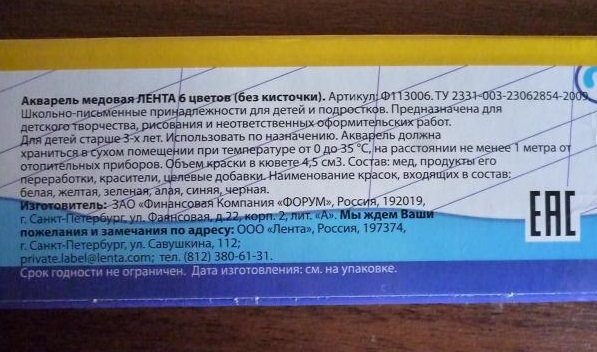 Акварель медовая ЛЕНТА 6 цветов (без кисточки). Артикул: Ф113006. ТУ 2331-003-23062854-2009.
Школьно-письменные принадлежности для детей и подростков. Предназначена для
детского творчества, рисования и неответственных оформительских работ.
Для детей старше 3-х лет. Использовать по назначению. Акварель должна
храниться в сухом помещении при температуре от 0 до 35 °С, на расстоянии не менее 1 метра от
отопительных приборов. Объем краски в кювете 4,5 см3. Состав: мед, продукты его
переработки, красители, целевые добавки. Наименование красок, входящих в состав:
белая, желтая, зеленая, алая, синяя, черная.
Изготовитель: ЗАО «Финансовая Компания «ФОРУМ», Россия, 192019,
г. Санкт-Петербург, ул. Фаянсовая, д.22, корп. 2, лит. «А». Мы ждем Ваши
пожелания и замечания по адресу: ООО «Лента», Россия, 197374,
г. Санкт-Петербург, ул. Савушкина, 112;
private.label@lenta.com; тел. (812) 380-61-31.
Срок годности не ограничен. Дата изготовления: см. на упаковке.
EAC